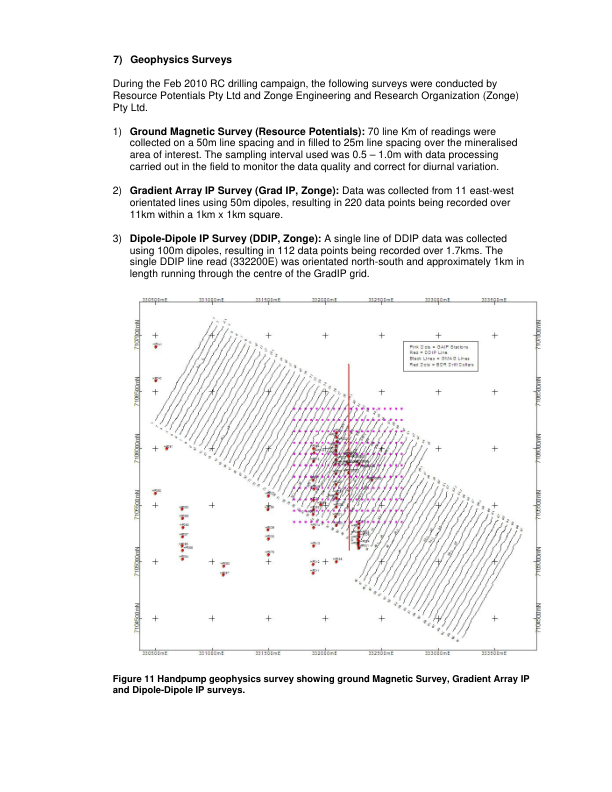 7) Geophysics Surveys
During the Feb 2010 RC drilling campaign, the following surveys were conducted by
Resource Potentials Pty Ltd and Zonge Engineering and Research Organization (Zonge)
Pty Ltd.
1) Ground Magnetic Survey (Resource Potentials): 70 line Km of readings were
collected on a 50m line spacing and in filled to 25m line spacing over the mineralised
area of interest. The sampling interval used was 0.5 – 1.0m with data processing
carried out in the field to monitor the data quality and correct for diurnal variation.
2) Gradient Array IP Survey (Grad IP, Zonge): Data was collected from 11 east-west
orientated lines using 50m dipoles, resulting in 220 data points being recorded over
11km within a 1km x 1km square.
3) Dipole-Dipole IP Survey (DDIP, Zonge): A single line of DDIP data was collected
using 100m dipoles, resulting in 112 data points being recorded over 1.7kms. The
single DDIP line read (332200E) was orientated north-south and approximately 1km in
length running through the centre of the GradIP grid.
330500mE 331000mE 331500mE 332000mE 332500mE 333000mE 333500mE
Pink Dots = GAIP Stations
Red = DDIP Line
Black Lines = GMAG Lines
Red Dots = Drill Collars
330500mE 331000mE 331500mE 332000mE 332500mE 333000mE 333500mE
Figure 11 Handpump geophysics survey showing ground Magnetic Survey, Gradient Array IP
and Dipole-Dipole IP surveys.